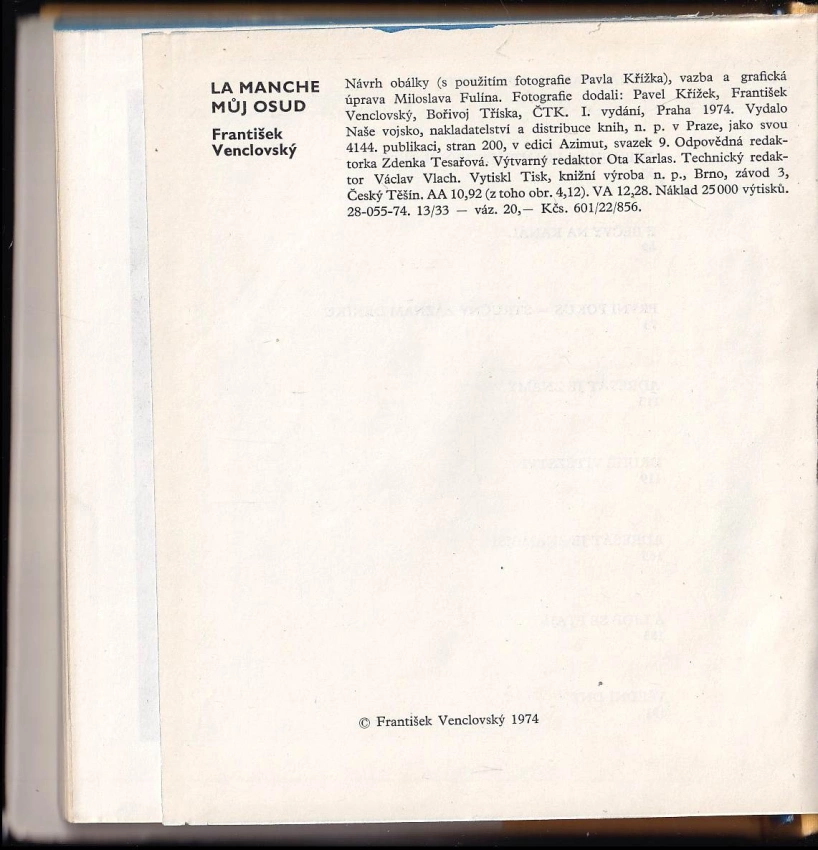 LA MANCHE
MŮJ OSUD
František
Venclovský
Návrh obálky (s použitím fotografie Pavla Křížka), vazba a grafická
úprava Miloslava Fulína. Fotografie dodali: Pavel Křížek, František
Venclovský, Bořivoj Tříska, ČTK. I. vydání, Praha 1974. Vydalo
Naše vojsko, nakladatelství a distribuce knih, n. p. v Praze, jako svou
4144. publikaci, stran 200, v edici Azimut, svazek 9. Odpovědná redak-
torka Zdenka Tesařová. Výtvarný redaktor Ota Karlas. Technický redak-
tor Václav Vlach. Vytiskl Tisk, knižní výroba n. p., Brno, závod 3,
Český Těšín. AA 10,92 (z toho obr. 4,12). VA 12,28. Náklad 25 000 výtisků.
28-055-74. 13/33 — váz. 20,— Kčs. 601/22/856.
© František Venclovský 1974